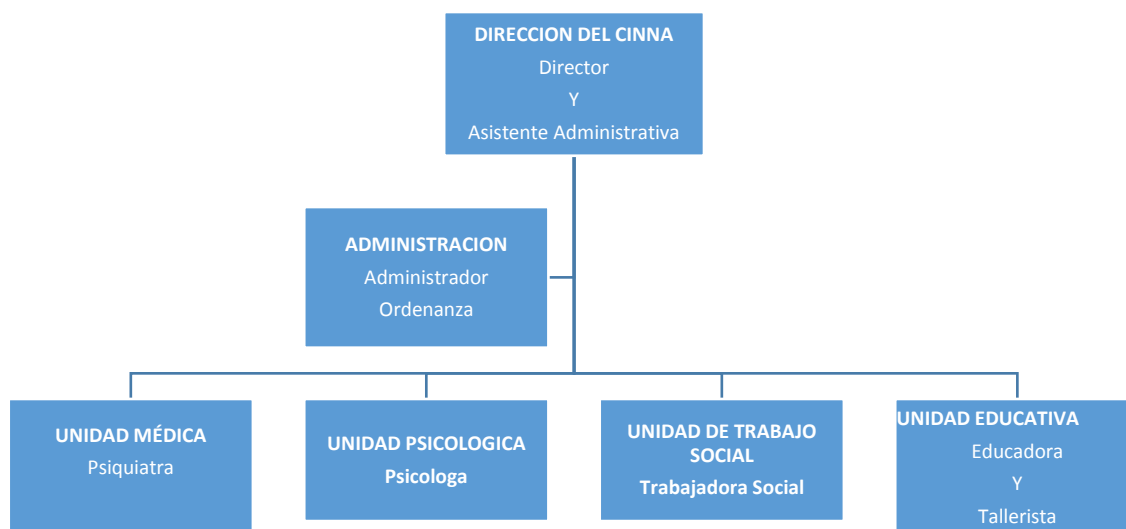 DIRECCION DEL CINNA
Director
Y
Asistente Administrativa
ADMINISTRACION
Administrador
Ordenanza
UNIDAD MÉDICA
Psiquiatra
UNIDAD PSICOLOGICA
Psicologa
UNIDAD DE TRABAJO
SOCIAL
Trabajadora Social
UNIDAD EDUCATIVA
Educadora
Y
Tallerista